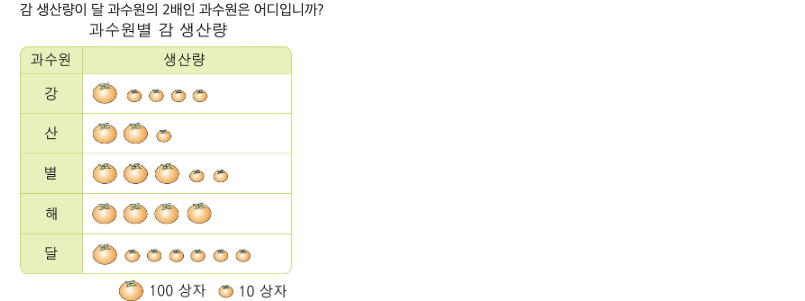 감 생산량이 달 과수원의 2배인 과수원은 어디입니까?
과수원별 감 생산량
과수원 생산량
강
산
별
해
달
100 상자 10 상자